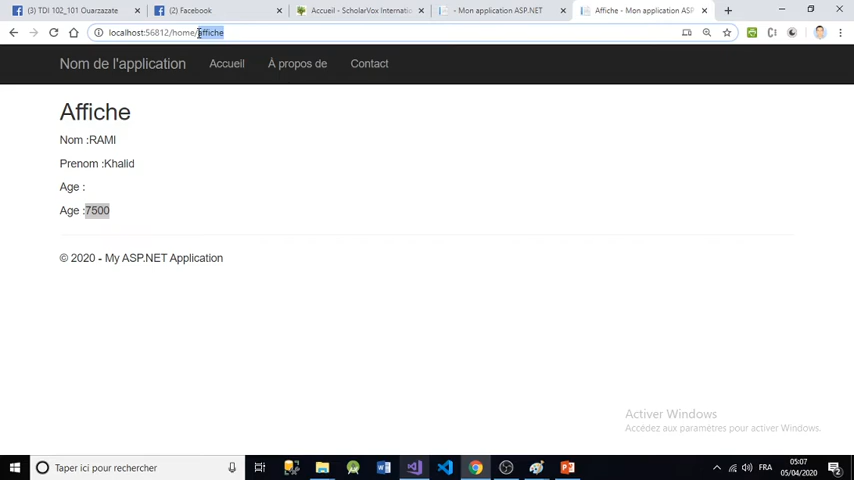 (3) TDI 102_101 Ouarzazate
(2) Facebook
Accueil - ScholarVox Internatio
- Mon application ASP.NET
Affiche - Mon application ASP
localhost:56812/home/affiche
Nom de l'application Accueil À propos de Contact
Affiche
Nom :RAMI
Prenom :Khalid
Age :
Age :7500
© 2020 - My ASP.NET Application
Activer Windows
Accédez aux paramètres pour activer Windows.
Taper ici pour rechercher
FRA
05:07
05/04/2020
2